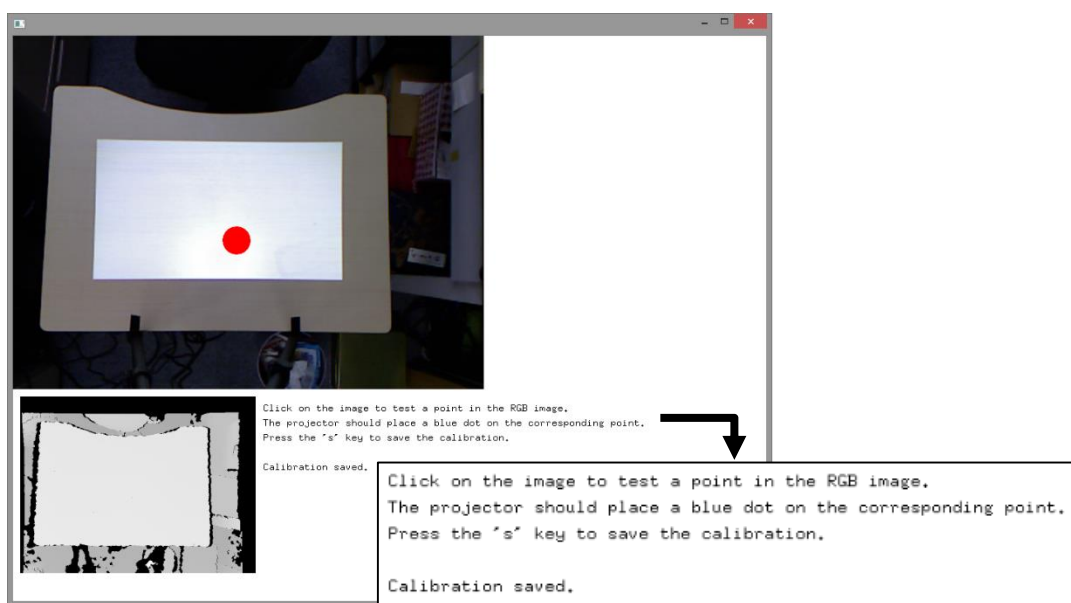 Click on the image to test a point in the RGB image.
The projector should place a blue dot on the corresponding point.
Press the ´s´ key to save the calibration.
Calibration saved.
Click on the image to test a point in the RGB image.
The projector should place a blue dot on the corresponding point.
Press the ´s´ key to save the calibration.
Calibration saved.